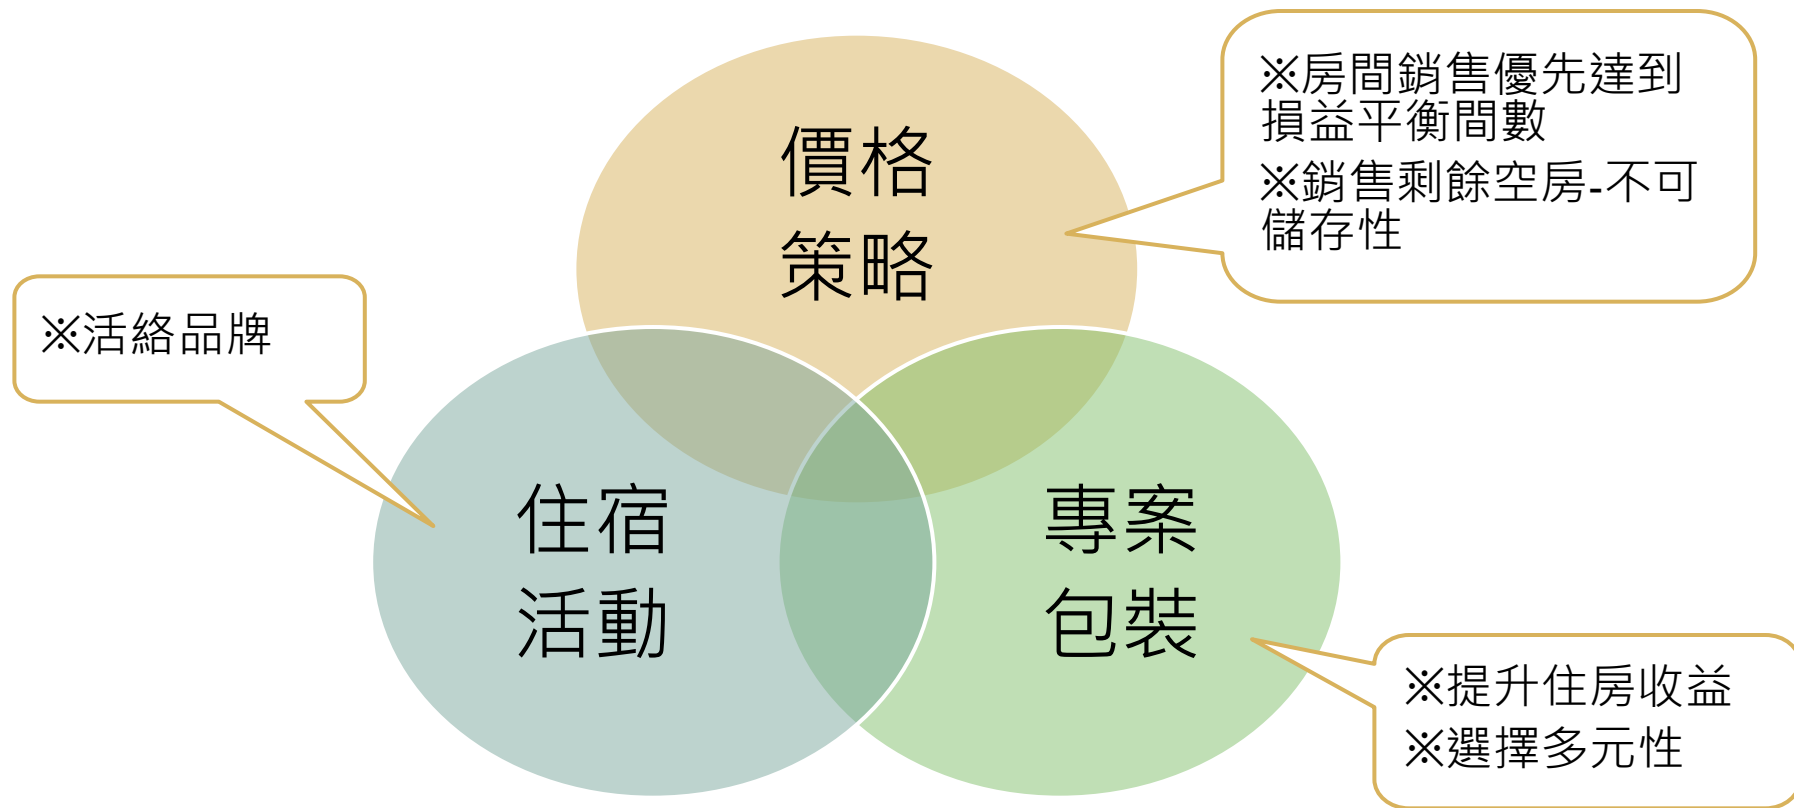 價格
策略
※房間銷售優先達到
損益平衡間數
※銷售剩餘空房-不可
儲存性
※活絡品牌
住宿
活動
專案
包裝
※提升住房收益
※選擇多元性